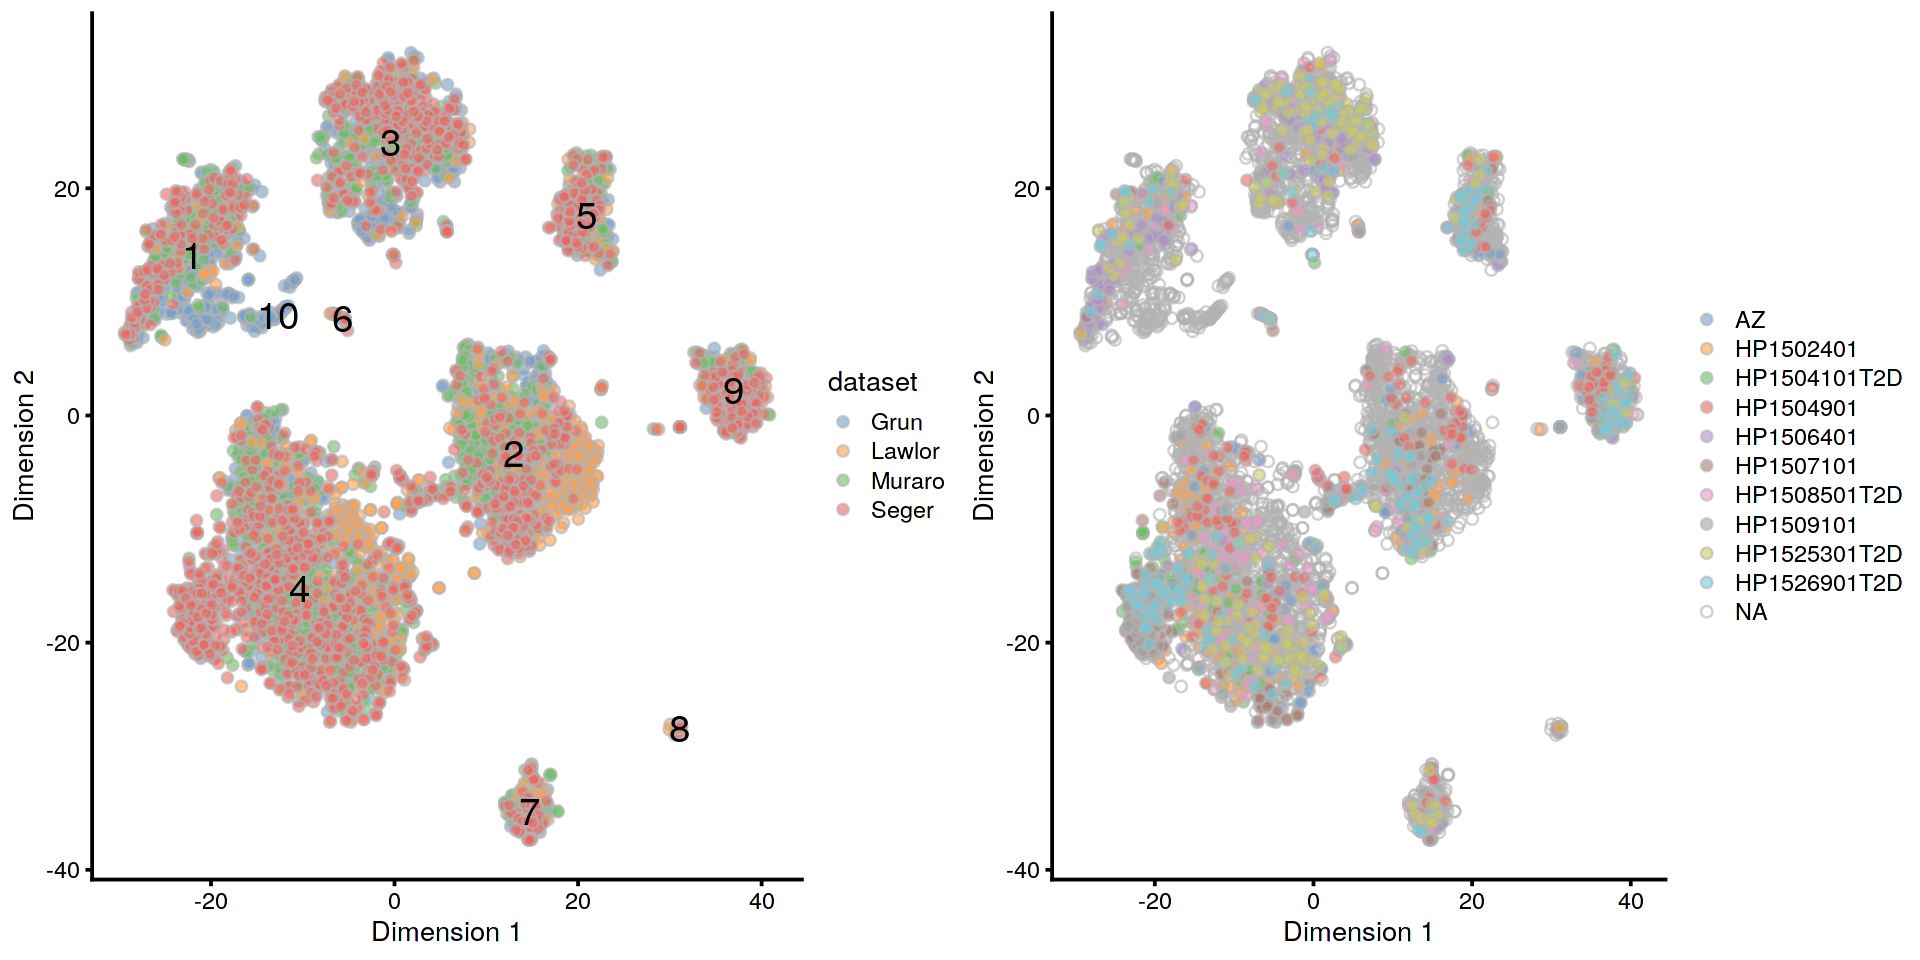 Dimension 2
20
0
-20
-40
-20
0
20
40
Dimension 1
1
2
3
4
5
6
7
8
9
10
dataset
Grun
Lawlor
Muraro
Seger
Dimension 2
20
0
-20
-40
-20
0
20
40
Dimension 1
AZ
HP1502401
HP1504101T2D
HP1504901
HP1506401
HP1507101
HP1508501T2D
HP1509101
HP1525301T2D
HP1526901T2D
NA